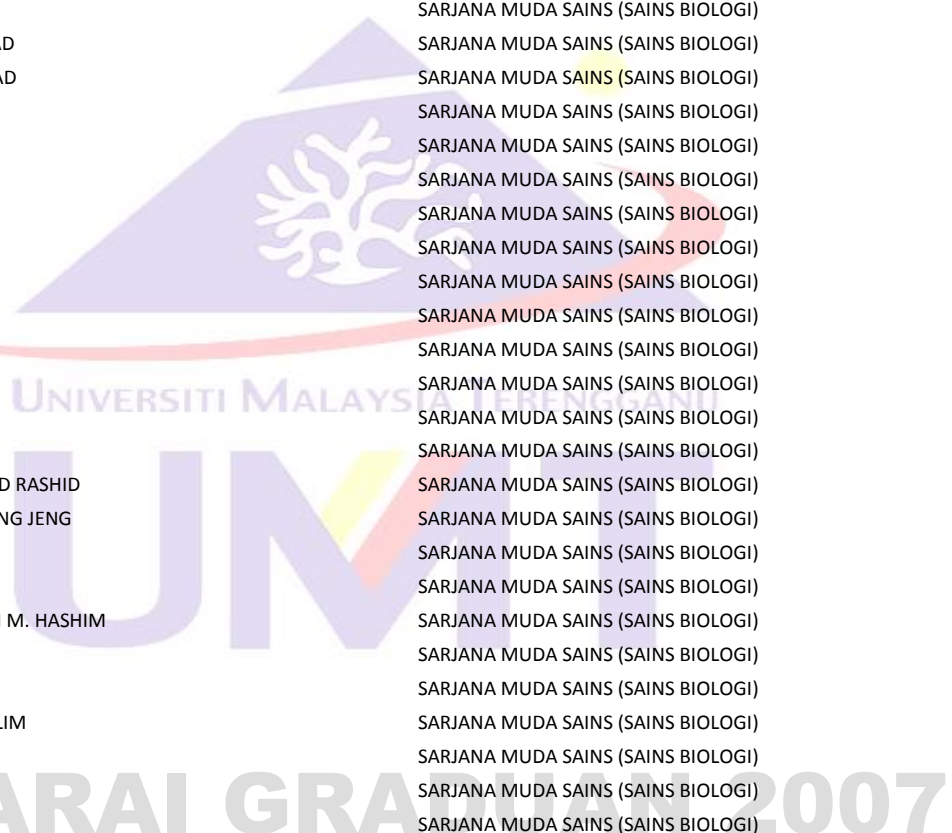 SARJANA MUDA SAINS (SAINS BIOLOGI)
D SARJANA MUDA SAINS (SAINS BIOLOGI)
AD SARJANA MUDA SAINS (SAINS BIOLOGI)
SARJANA MUDA SAINS (SAINS BIOLOGI)
SARJANA MUDA SAINS (SAINS BIOLOGI)
SARJANA MUDA SAINS (SAINS BIOLOGI)
SARJANA MUDA SAINS (SAINS BIOLOGI)
SARJANA MUDA SAINS (SAINS BIOLOGI)
SARJANA MUDA SAINS (SAINS BIOLOGI)
SARJANA MUDA SAINS (SAINS BIOLOGI)
SARJANA MUDA SAINS (SAINS BIOLOGI)
SARJANA MUDA SAINS (SAINS BIOLOGI)
UNIVERSITI MALAYSIA TERENGGANU
SARJANA MUDA SAINS (SAINS BIOLOGI)
SARJANA MUDA SAINS (SAINS BIOLOGI)
D RASHID SARJANA MUDA SAINS (SAINS BIOLOGI)
NG JENG SARJANA MUDA SAINS (SAINS BIOLOGI)
SARJANA MUDA SAINS (SAINS BIOLOGI)
UMT
SARJANA MUDA SAINS (SAINS BIOLOGI)
M. HASHIM SARJANA MUDA SAINS (SAINS BIOLOGI)
SARJANA MUDA SAINS (SAINS BIOLOGI)
SARJANA MUDA SAINS (SAINS BIOLOGI)
LIM SARJANA MUDA SAINS (SAINS BIOLOGI)
SARJANA MUDA SAINS (SAINS BIOLOGI)
SARJANA MUDA SAINS (SAINS BIOLOGI)
ARAI GRADUAN 2007
SARJANA MUDA SAINS (SAINS BIOLOGI)